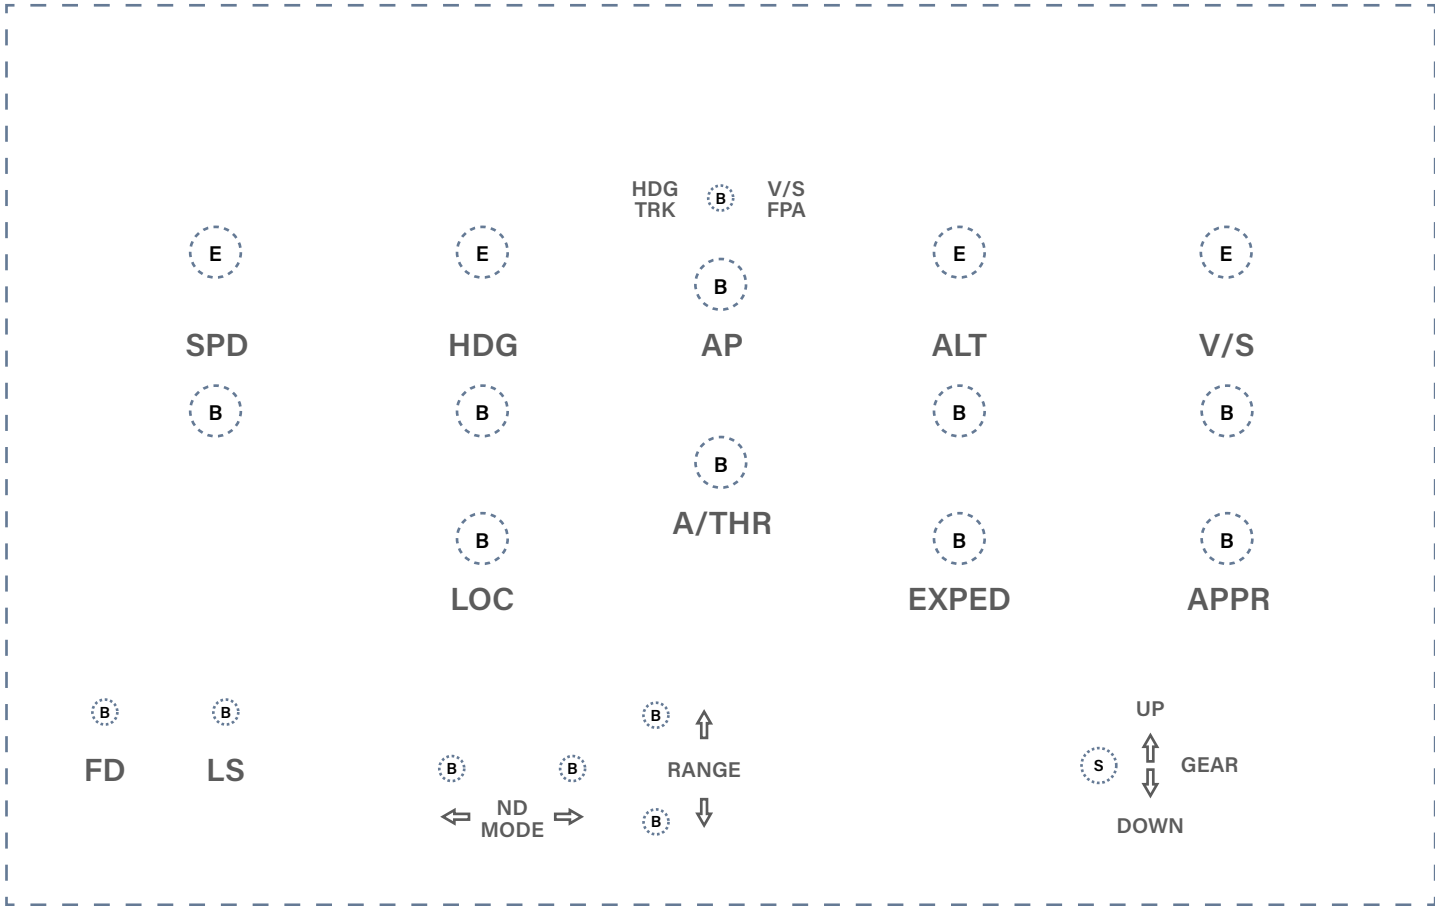 HDG B V/S
TRK FPA
E E E E
B
SPD HDG AP ALT V/S
B B B B
B
A/THR
B B B
LOC EXPED APPR
B B B UP
FD LS B B RANGE S GEAR
ND
MODE B DOWN